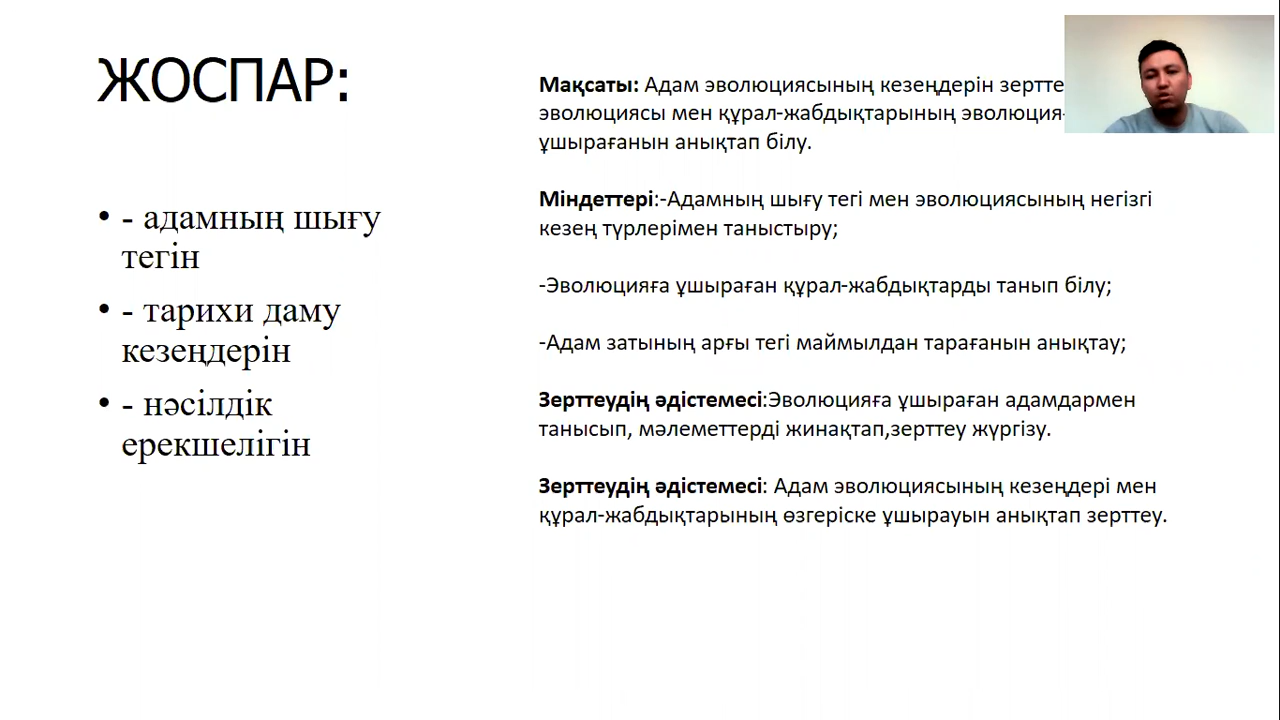 ЖОСПАР:
• - адамның шығу
тегін
• - тарихи даму
кезеңдерін
• - нәсілдік
ерекшелігін
Мақсаты: Адам эволюциясының кезеңдерін
эволюциясы мен құрал-жабдықтарының
ұшырағанын анықтап білу.
Міндеттері:-Адамның шығу тегі мен эволюциясының негізгі
кезең түрлерімен таныстыру;
-Эволюцияға ұшыраған құрал-жабдықтарды танып білу;
-Адам затының арғы тегі маймылдан тарағанын анықтау;
Зерттеудің әдістемесі:Эволюцияға ұшыраған адамдармен
танысып, мәлеметтерді жинақтап,зерттеу жүргізу.
Зерттеудің әдістемесі: Адам эволюциясының кезеңдері мен
құрал-жабдықтарының өзгеріске ұшырауын анықтап зерттеу.